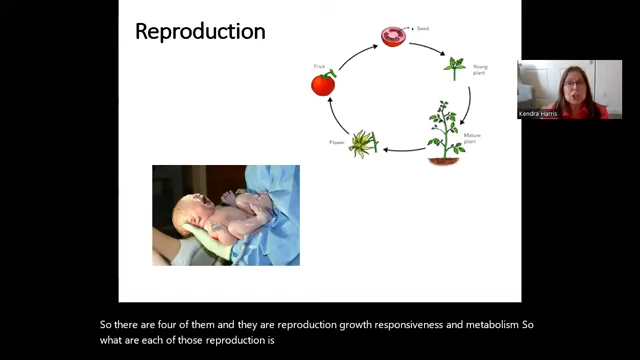 Reproduction
Seed
Fruit
Young
plant
Mature
plant
Flower
Kendra Harris
So there are four of them and they are reproduction growth responsiveness and metabolism So
what are each of those reproduction is